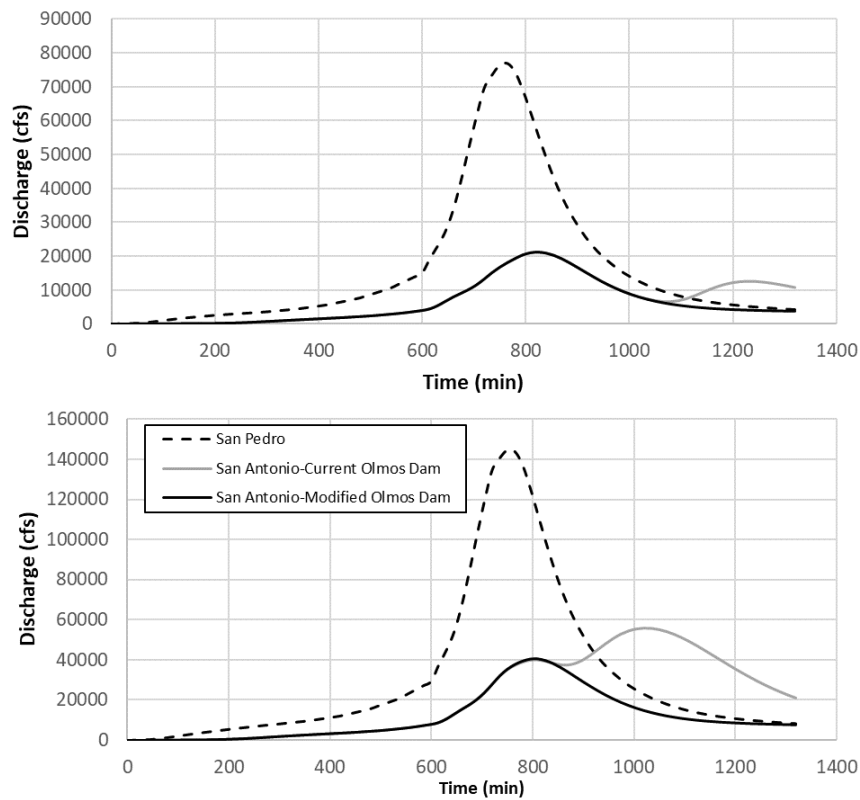 90000
80000
70000
60000
50000
40000
30000
20000
10000
0
Discharge (cfs)
0 200 400 600 800 1000 1200 1400
Time (min)
160000
140000
120000
100000
80000
60000
40000
20000
0
Discharge (cfs)
San Pedro
San Antonio-Current Olmos Dam
San Antonio-Modified Olmos Dam
0 200 400 600 800 1000 1200 1400
Time (min)